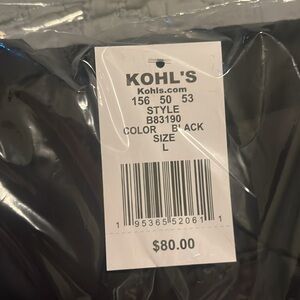 KOHL'S
Kohls.com
156 50 53
STYLE
B83190
COLOR BLACK
SIZE
L
1 95365 52061 1
$80.00